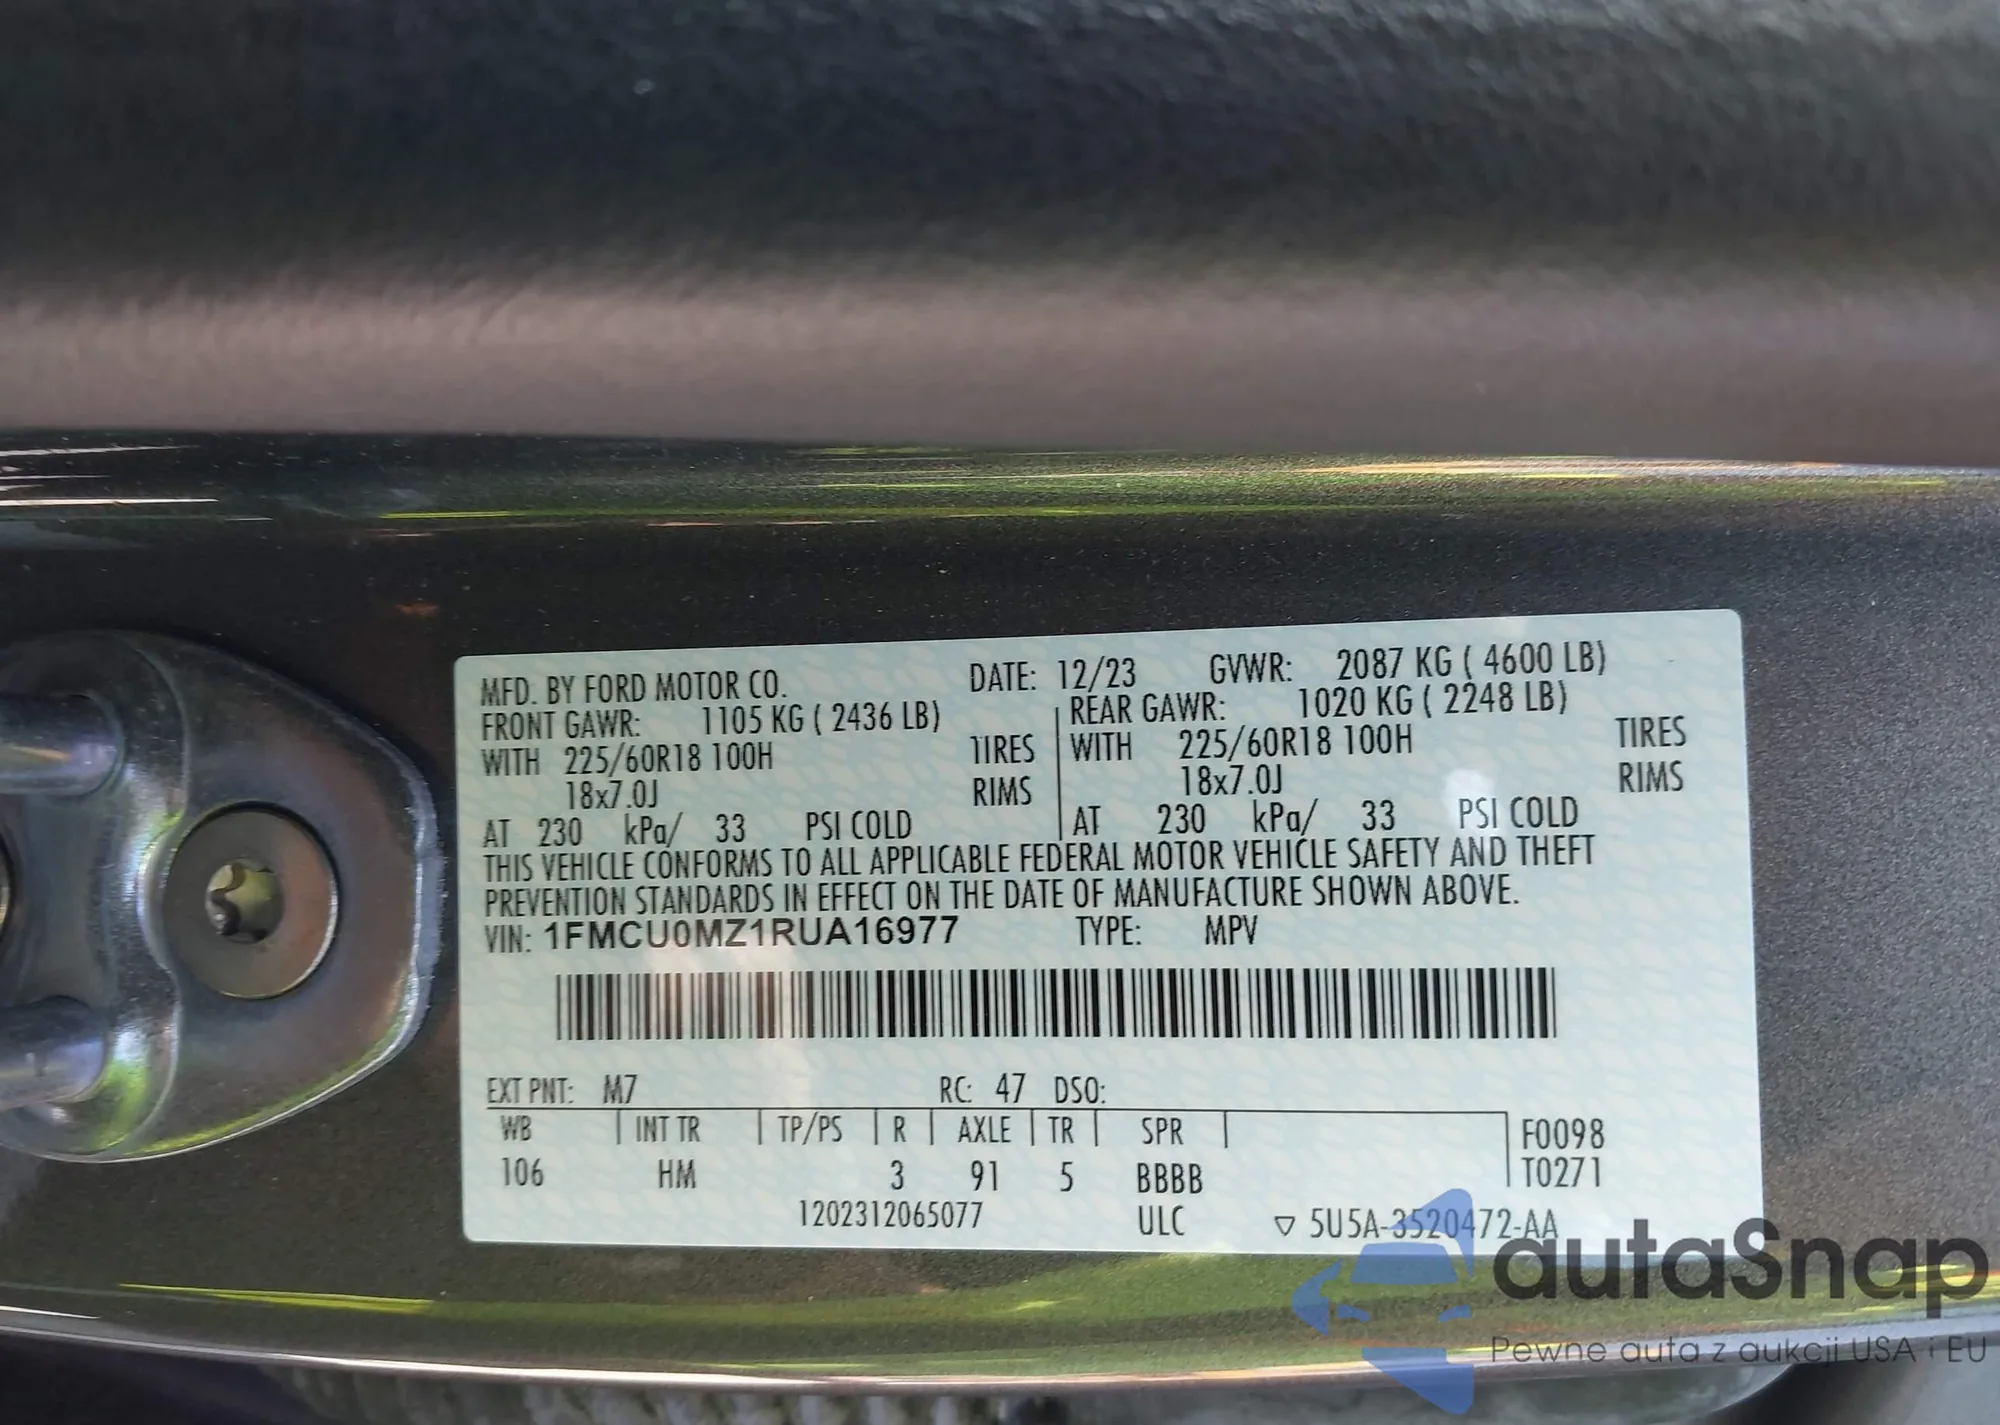 MFD. BY FORD MOTOR CO. DATE: 12/23 GVWR: 2087 KG ( 4600 LB)
FRONT GAWR: 1105 KG ( 2436 LB) REAR GAWR: 1020 KG ( 2248 LB)
WITH 225/60R18 100H TIRES WITH 225/60R18 100H TIRES
18x7.0J RIMS 18x7.0J RIMS
AT 230 kPa/ 33 PSI COLD AT 230 kPa/ 33 PSI COLD
THIS VEHICLE CONFORMS TO ALL APPLICABLE FEDERAL MOTOR VEHICLE SAFETY AND THEFT
PREVENTION STANDARDS IN EFFECT ON THE DATE OF MANUFACTURE SHOWN ABOVE.
VIN: 1FMCU0MZ1RUA16977 TYPE: MPV
EXT PNT: M7 RC: 47 DSO:
WB INT TR TP/PS R AXLE TR SPR F0098
106 HM 3 91 5 BBBB T0271
1202312065077 ULC ▽ 5U5A-3520472-AA
autaSnap
Pewne auta z aukcji USA i EU